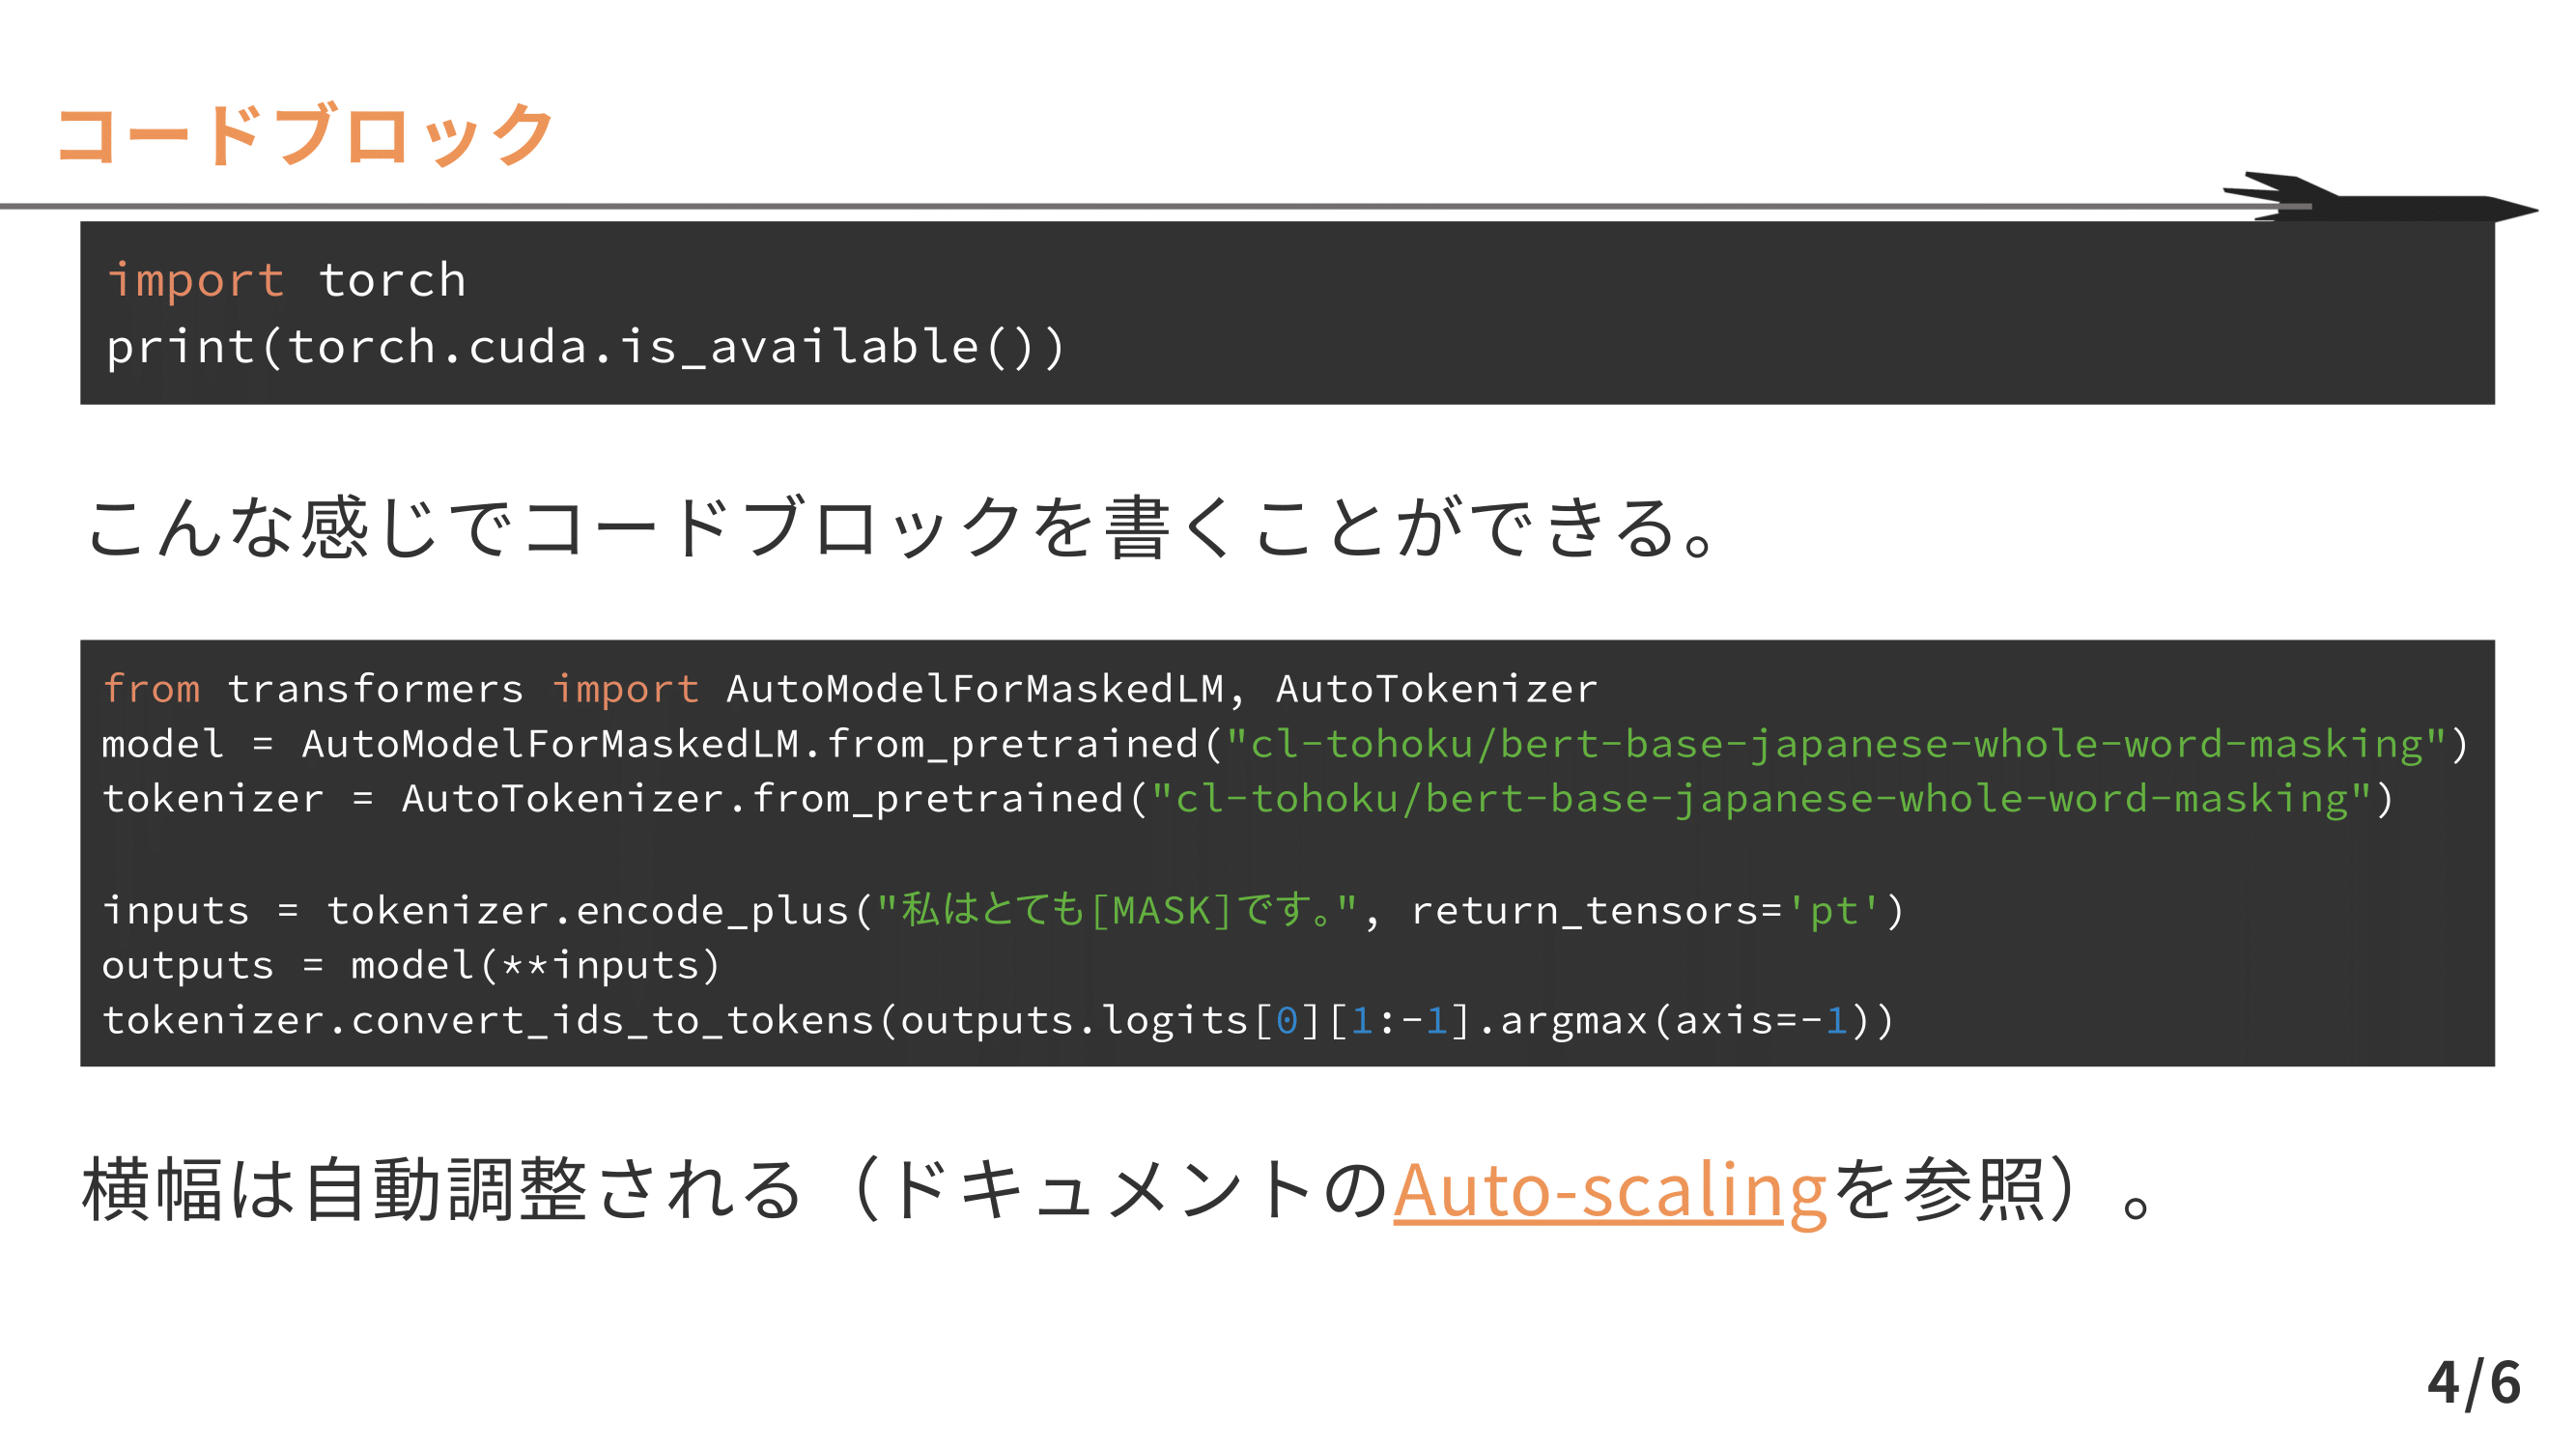 コードブロック
import torch
print(torch.cuda.is_available())
こんな感じでコードブロックを書くことができる。
from transformers import AutoModelForMaskedLM, AutoTokenizer
model = AutoModelForMaskedLM.from_pretrained("cl-tohoku/bert-base-japanese-whole-word-masking")
tokenizer = AutoTokenizer.from_pretrained("cl-tohoku/bert-base-japanese-whole-word-masking")
inputs = tokenizer.encode_plus("私はとても[MASK]です。", return_tensors='pt')
outputs = model(**inputs)
tokenizer.convert_ids_to_tokens(outputs.logits[0][1:-1].argmax(axis=-1))
横幅は自動調整される（ドキュメントのAuto-scalingを参照）。
4/6